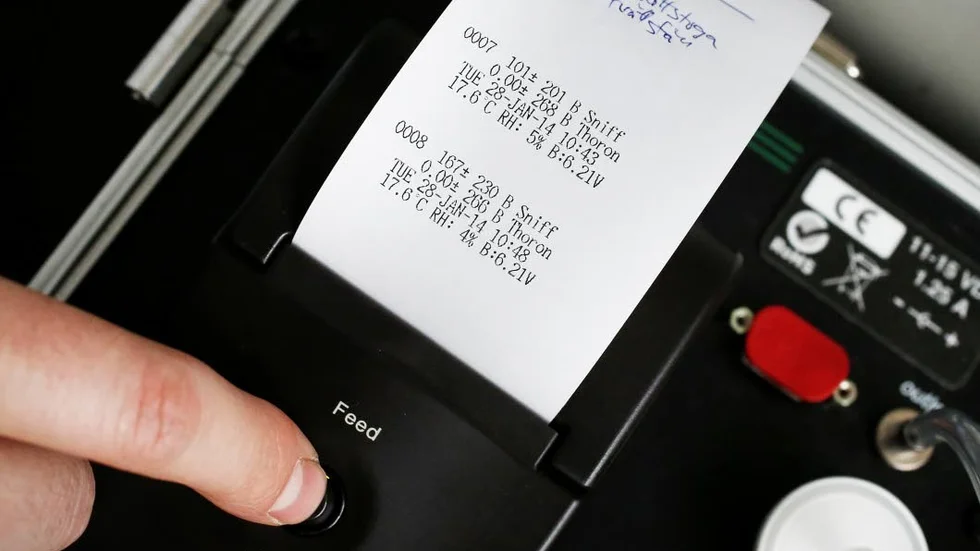 0007 101± 201 B Sniff
0.00± 268 B Thoron
TUE 28-JAN-14 10:43
17.6°C RH: 5% B:6.21V
0008 167± 230 B Sniff
0.00± 266 B Thoron
TUE 28-JAN-14 10:48
17.6°C RH: 4% B:6.21V
Feed
CE
RoHS
11-15 VD
1.25 A
- +